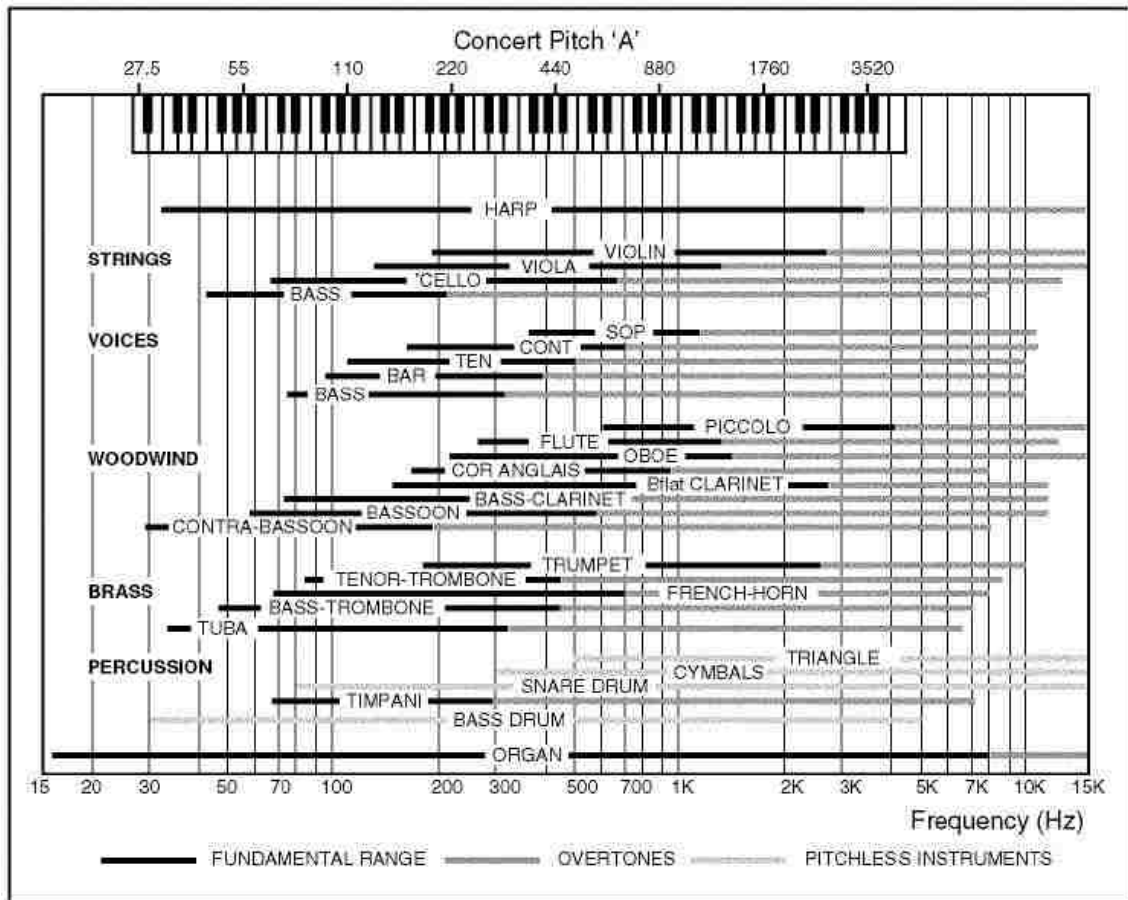 Concert Pitch 'A'
27.5 55 110 220 440 880 1760 3520
HARP
STRINGS
VIOLIN
VIOLA
'CELLO
BASS
VOICES
SOP
CONT
TEN
BAR
BASS
WOODWIND
PICCOLO
FLUTE
OBOE
COR ANGLAIS
Bflat CLARINET
BASS-CLARINET
BASSOON
CONTRA-BASSOON
BRASS
TRUMPET
TENOR-TROMBONE
FRENCH-HORN
BASS-TROMBONE
TUBA
PERCUSSION
TRIANGLE
CYMBALS
SNARE DRUM
TIMPANI
BASS DRUM
ORGAN
15 20 30 50 70 100 200 300 500 700 1K 2K 3K 5K 7K 10K 15K
Frequency (Hz)
FUNDAMENTAL RANGE OVERTONES PITCHLESS INSTRUMENTS